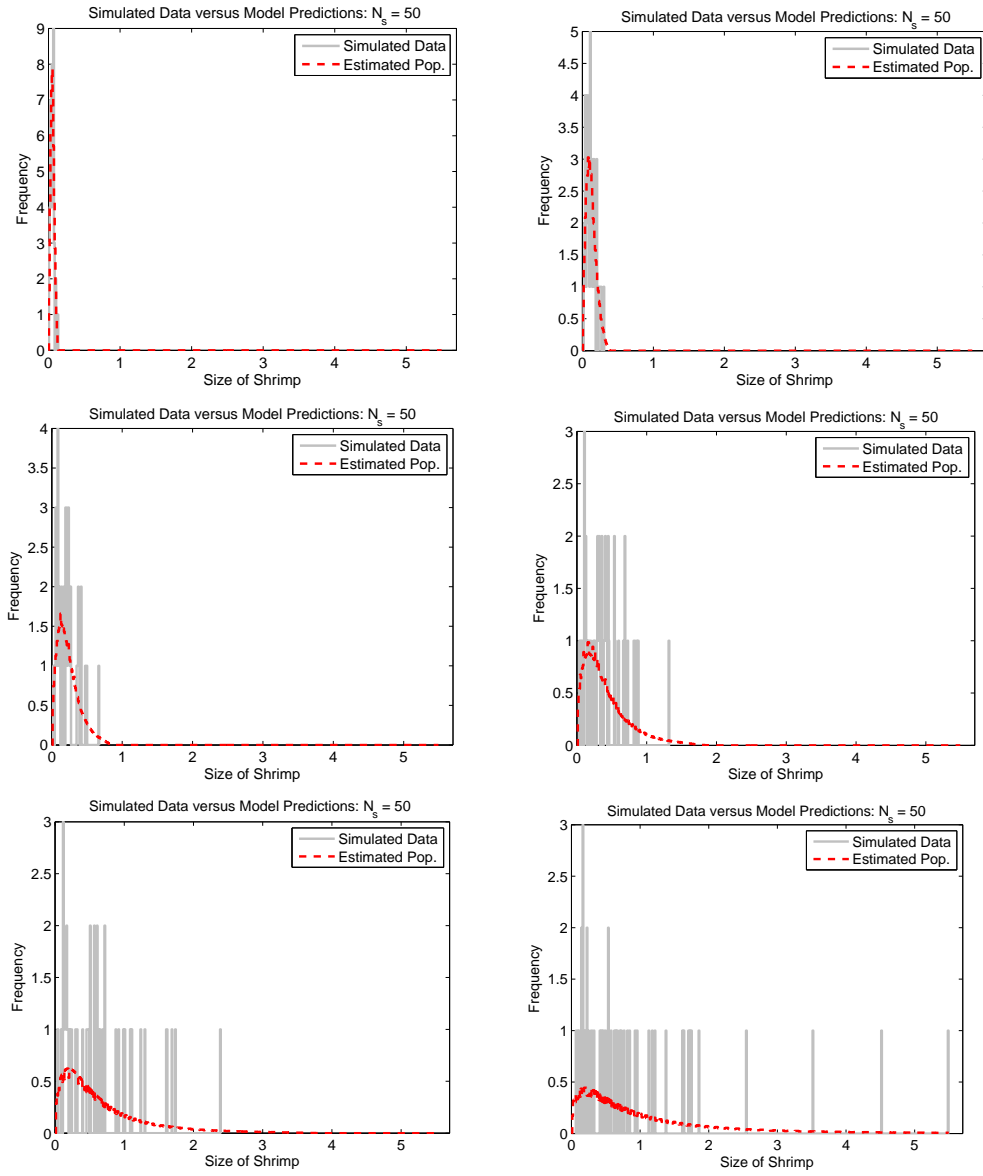 Simulated Data versus Model Predictions: N_s = 50
Simulated Data
Estimated Pop.
Frequency
9
8
7
6
5
4
3
2
1
0
0 1 2 3 4 5
Size of Shrimp
Simulated Data versus Model Predictions: N_s = 50
Simulated Data
Estimated Pop.
Frequency
5
4.5
4
3.5
3
2.5
2
1.5
1
0.5
0
0 1 2 3 4 5
Size of Shrimp
Simulated Data versus Model Predictions: N_s = 50
Simulated Data
Estimated Pop.
Frequency
4
3.5
3
2.5
2
1.5
1
0.5
0
0 1 2 3 4 5
Size of Shrimp
Simulated Data versus Model Predictions: N_s = 50
Simulated Data
Estimated Pop.
Frequency
3
2.5
2
1.5
1
0.5
0
0 1 2 3 4 5
Size of Shrimp
Simulated Data versus Model Predictions: N_s = 50
Simulated Data
Estimated Pop.
Frequency
3
2.5
2
1.5
1
0.5
0
0 1 2 3 4 5
Size of Shrimp
Simulated Data versus Model Predictions: N_s = 50
Simulated Data
Estimated Pop.
Frequency
3
2.5
2
1.5
1
0.5
0
0 1 2 3 4 5
Size of Shrimp